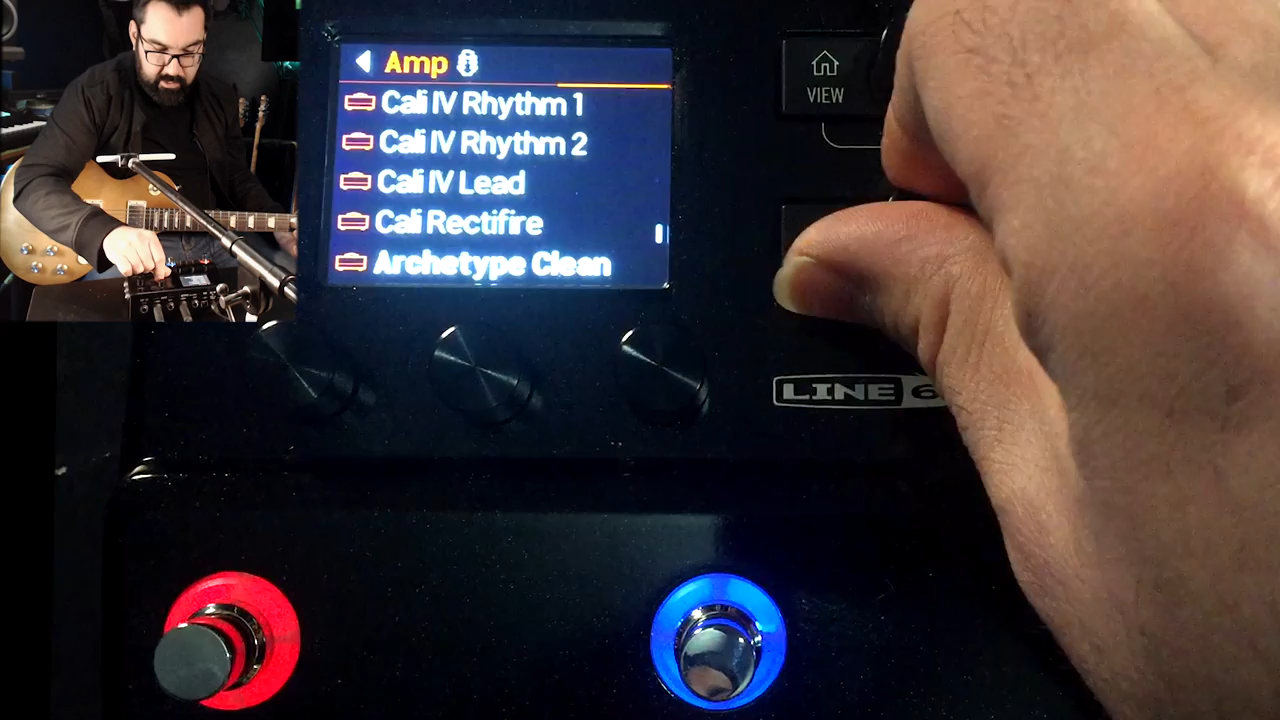 Amp
Cali IV Rhythm 1
Cali IV Rhythm 2
Cali IV Lead
Cali Rectifire
Archetype Clean
VIEW
LINE 6